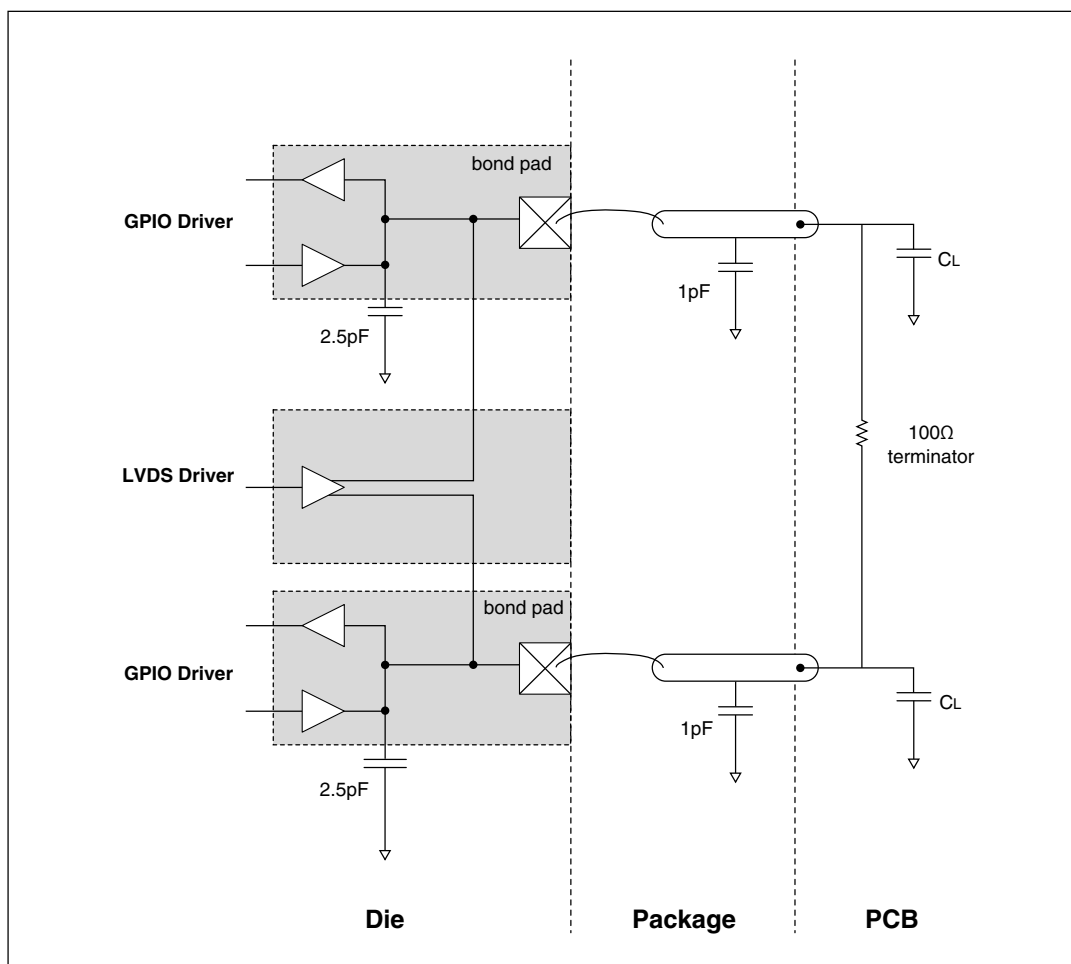 bond pad
GPIO Driver
CL
1pF
2.5pF
100Ω
terminator
LVDS Driver
bond pad
GPIO Driver
CL
1pF
2.5pF
Die
Package
PCB